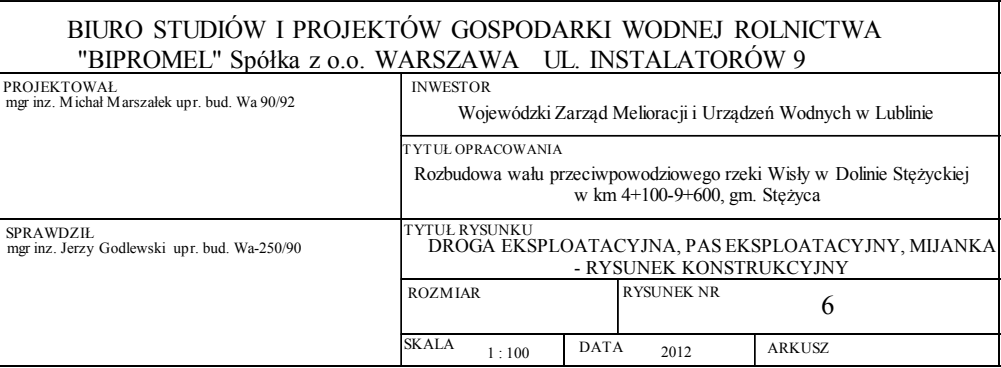 BIURO STUDIÓW I PROJEKTÓW GOSPODARKI WODNEJ ROLNICTWA
"BIPROMEL" Spółka z o.o. WARSZAWA UL. INSTALATORÓW 9
PROJEKTOWAŁ
mgr inz. Michał Marszałek upr. bud. Wa 90/92
INWESTOR
Wojewódzki Zarząd Melioracji i Urządzeń Wodnych w Lublinie
TYTUŁ OPRACOWANIA
Rozbudowa wału przeciwpowodziowego rzeki Wisły w Dolinie Stężyckiej
w km 4+100-9+600, gm. Stężyca
SPRAWDZIŁ
mgr inz. Jerzy Godlewski upr. bud. Wa-250/90
TYTUŁ RYSUNKU
DROGA EKSPLOATACYJNA, PAS EKSPLOATACYJNY, MIJANKA
- RYSUNEK KONSTRUKCYJNY
ROZMIAR
RYSUNEK NR 6
SKALA 1 : 100 DATA 2012 ARKUSZ